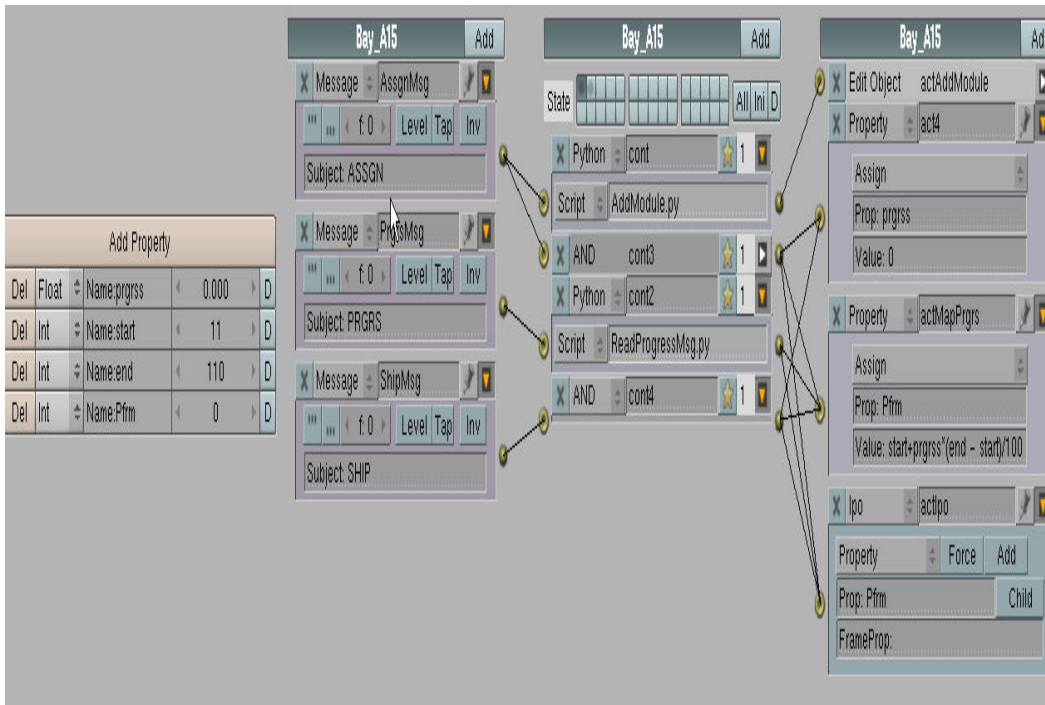 Add Property
Del Float Name:prgrss 0.000 D
Del Int Name:start 11 D
Del Int Name:end 110 D
Del Int Name:Pfrm 0 D
Bay_A15 Add
X Message AssgnMsg
f:0 Level Tap Inv
Subject: ASSGN
X Message PrgrsMsg
f:0 Level Tap Inv
Subject: PRGRS
X Message ShipMsg
f:0 Level Tap Inv
Subject: SHIP
Bay_A15 Add
State All Ini D
X Python cont 1
Script AddModule.py
X AND cont3 1
X Python cont2 1
Script ReadProgressMsg.py
X AND cont4 1
Bay_A15 Ad
X Edit Object actAddModule
X Property act4
Assign
Prop: prgrss
Value: 0
X Property actMapPrgrs
Assign
Prop: Pfrm
Value: start+prgrss*(end - start)/100
X Ipo actIpo
Property Force Add
Prop: Pfrm Child
FrameProp: